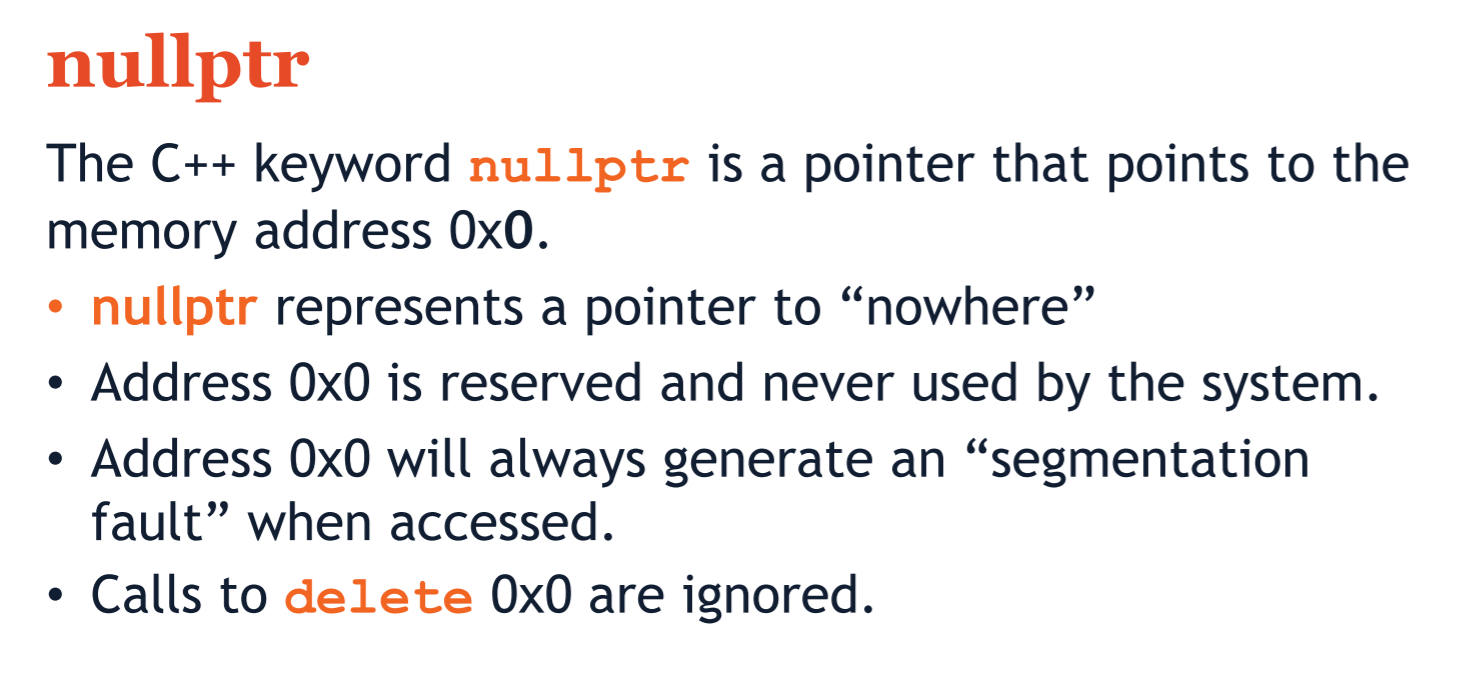 nullptr
The C++ keyword nullptr is a pointer that points to the
memory address 0x0.
• nullptr represents a pointer to “nowhere”
• Address 0x0 is reserved and never used by the system.
• Address 0x0 will always generate an “segmentation
fault” when accessed.
• Calls to delete 0x0 are ignored.